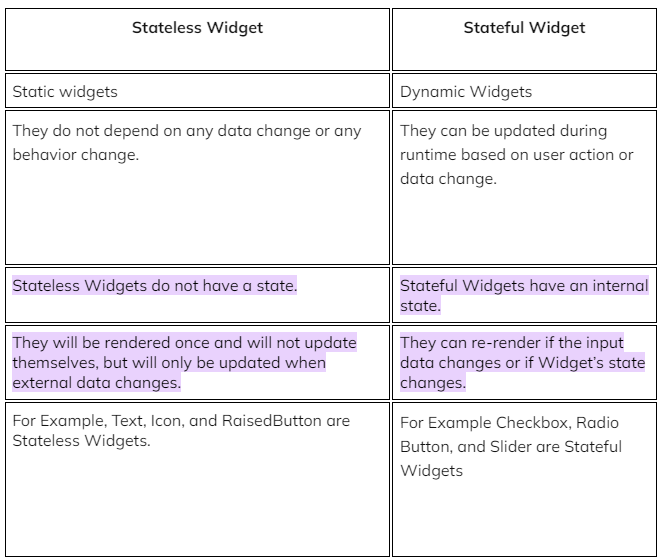 Stateless Widget
Stateful Widget
Static widgets
Dynamic Widgets
They do not depend on any data change or any
behavior change.
They can be updated during
runtime based on user action or
data change.
Stateless Widgets do not have a state.
Stateful Widgets have an internal
state.
They will be rendered once and will not update
themselves, but will only be updated when
external data changes.
They can re-render if the input
data changes or if Widget’s state
changes.
For Example, Text, Icon, and RaisedButton are
Stateless Widgets.
For Example Checkbox, Radio
Button, and Slider are Stateful
Widgets